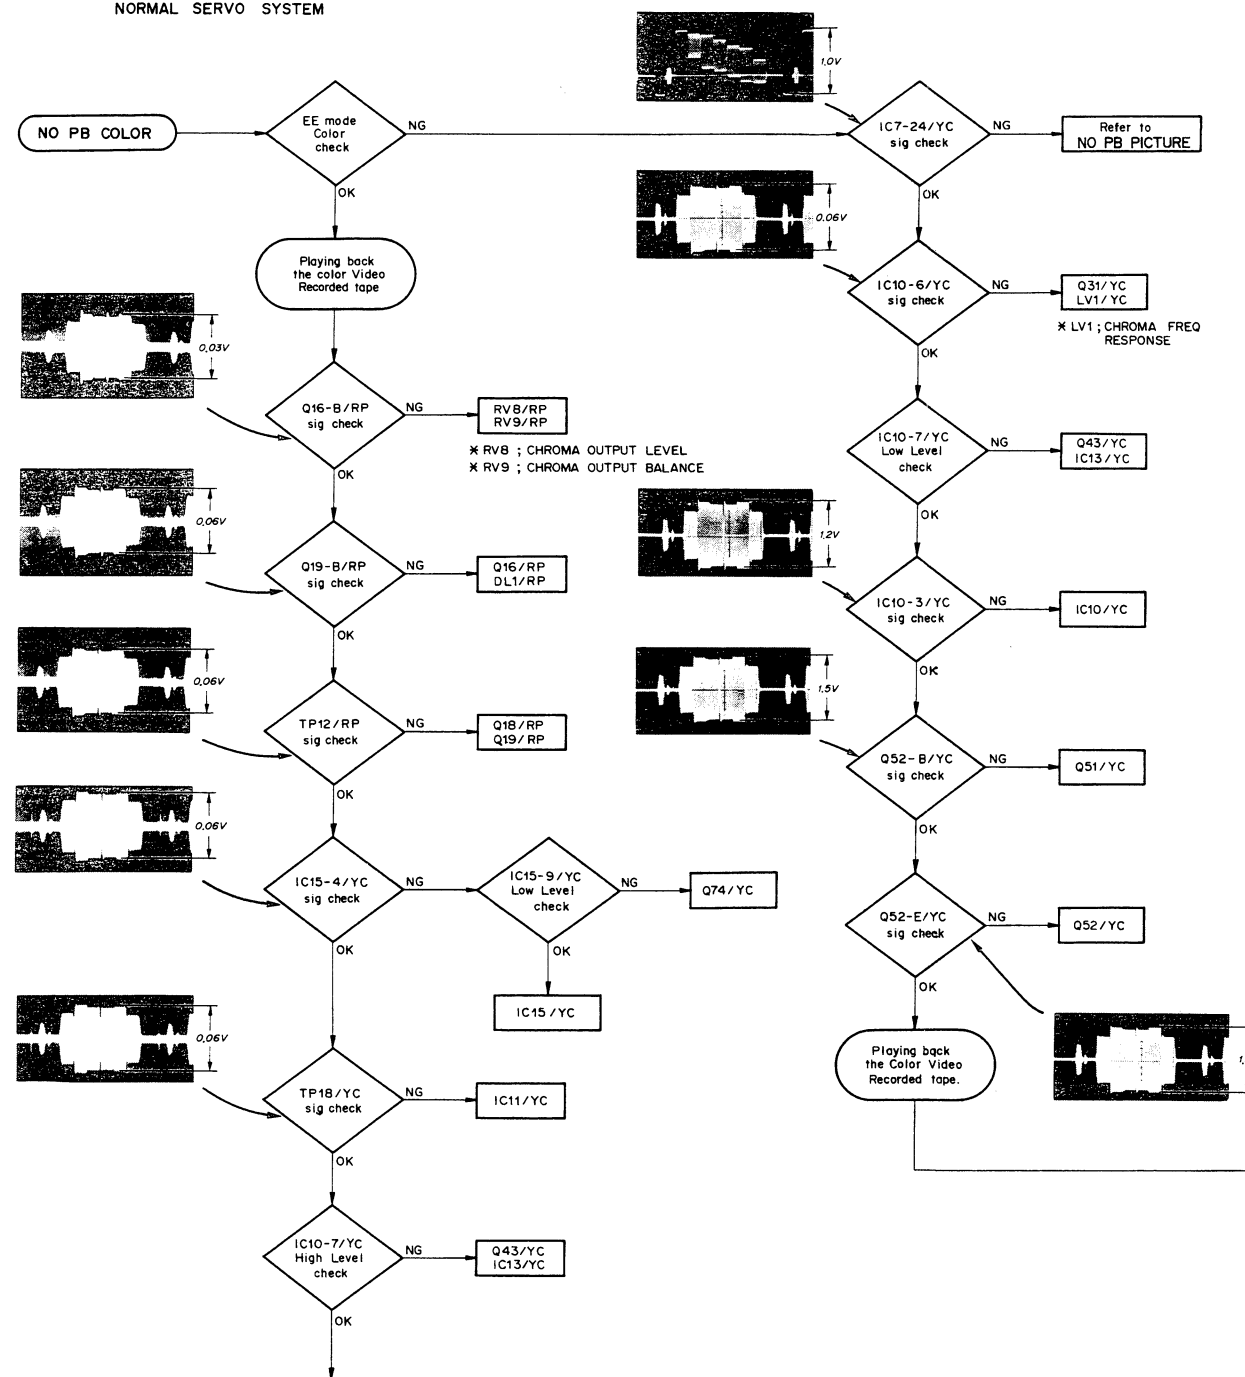 NORMAL SERVO SYSTEM
NO PB COLOR
EE mode
Color
check
NG
OK
Playing back
the color Video
Recorded tape
0,03V
Q16-B/RP
sig check
NG
RV8/RP
RV9/RP
※ RV8 ; CHROMA OUTPUT LEVEL
※ RV9 ; CHROMA OUTPUT BALANCE
OK
0,06V
Q19-B/RP
sig check
NG
Q16/RP
DL1/RP
OK
0,06V
TP12/RP
sig check
NG
Q18/RP
Q19/RP
OK
0,06V
IC15-4/YC
sig check
NG
IC15-9/YC
Low Level
check
NG
Q74/YC
OK
IC15/YC
OK
0,06V
TP18/YC
sig check
NG
IC11/YC
OK
IC10-7/YC
High Level
check
NG
Q43/YC
IC13/YC
OK
1,0V
IC7-24/YC
sig check
NG
Refer to
NO PB PICTURE
OK
0.06V
IC10-6/YC
sig check
NG
Q31/YC
LV1/YC
※ LV1 ; CHROMA FREQ
RESPONSE
OK
IC10-7/YC
Low Level
check
NG
Q43/YC
IC13/YC
OK
1,2V
IC10-3/YC
sig check
NG
IC10/YC
OK
1,5V
Q52-B/YC
sig check
NG
Q51/YC
OK
Q52-E/YC
sig check
NG
Q52/YC
OK
1,
Playing back
the Color Video
Recorded tape.